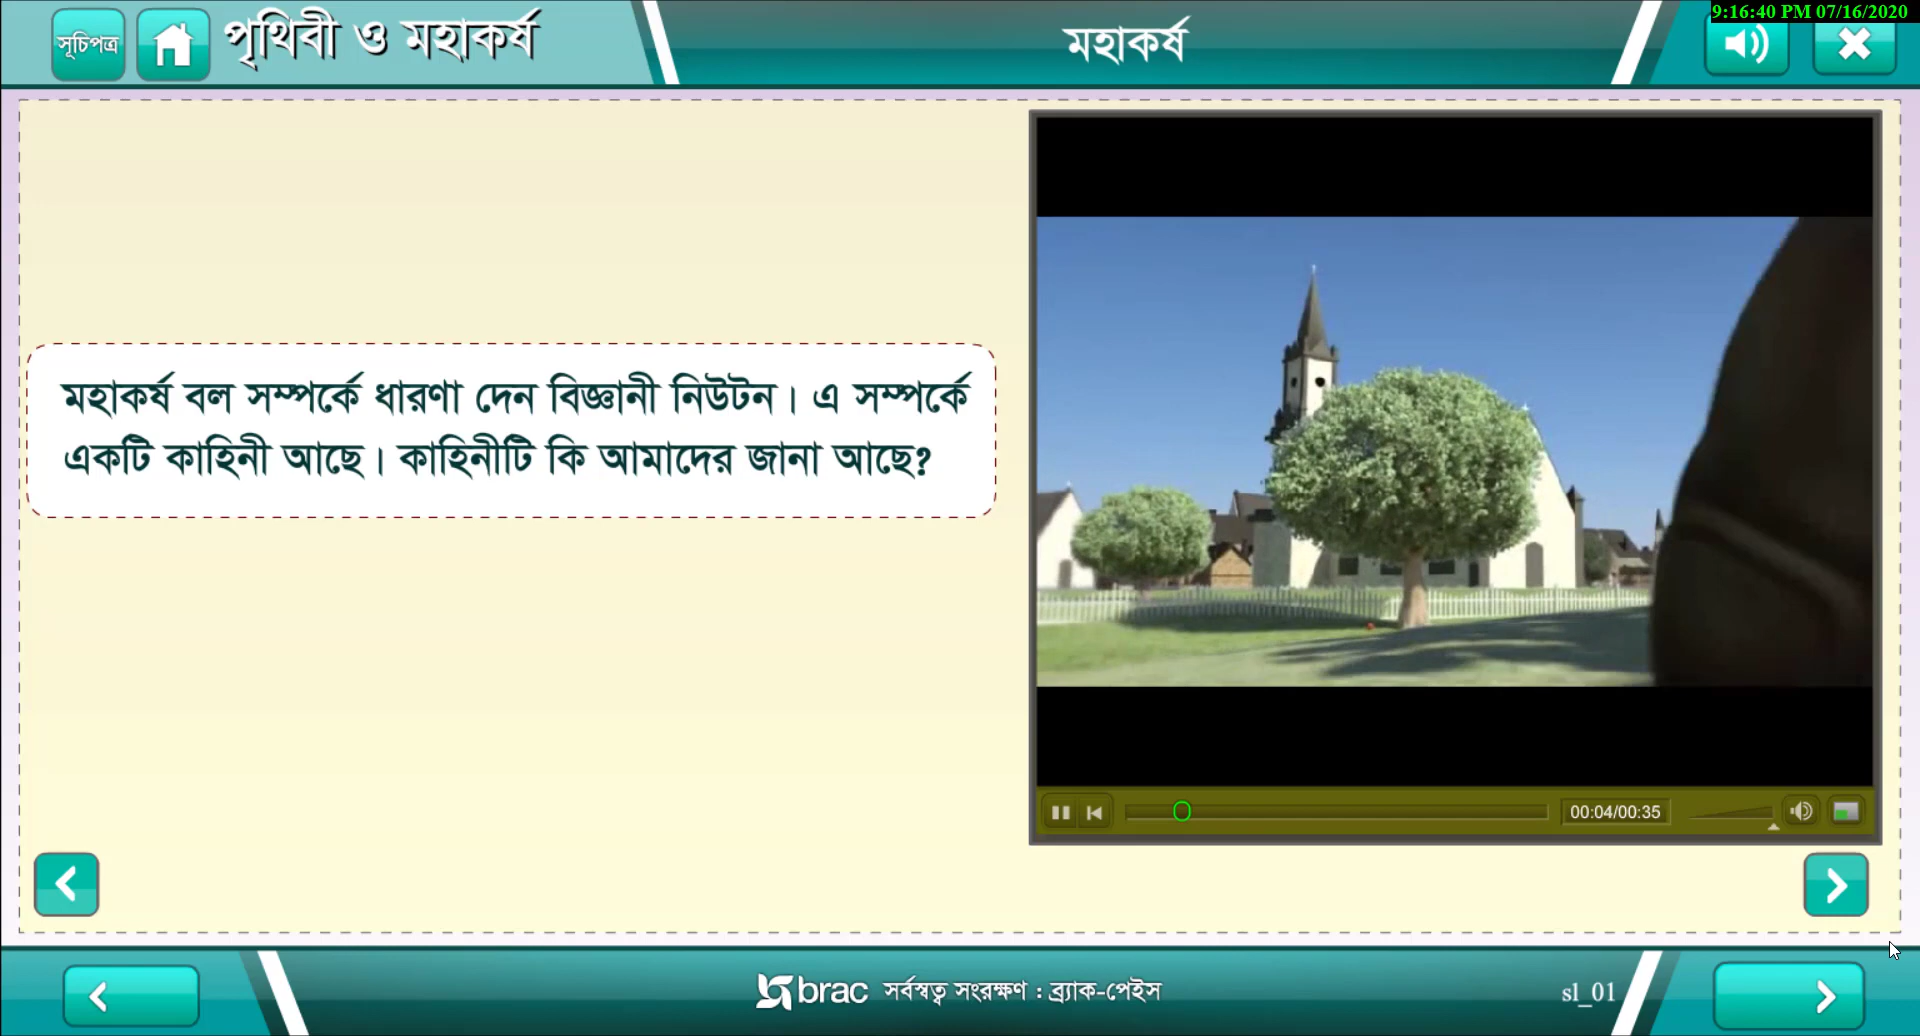 9:16:40 PM 07/16/2020
সূচিপত্র
পৃথিবী ও মহাকর্ষ
মহাকর্ষ
মহাকর্ষ বল সম্পর্কে ধারণা দেন বিজ্ঞানী নিউটন। এ সম্পর্কে
একটি কাহিনী আছে। কাহিনীটি কি আমাদের জানা আছে?
00:04/00:35
brac সর্বস্বত্ব সংরক্ষণ : ব্র্যাক-পেইস
sl_01